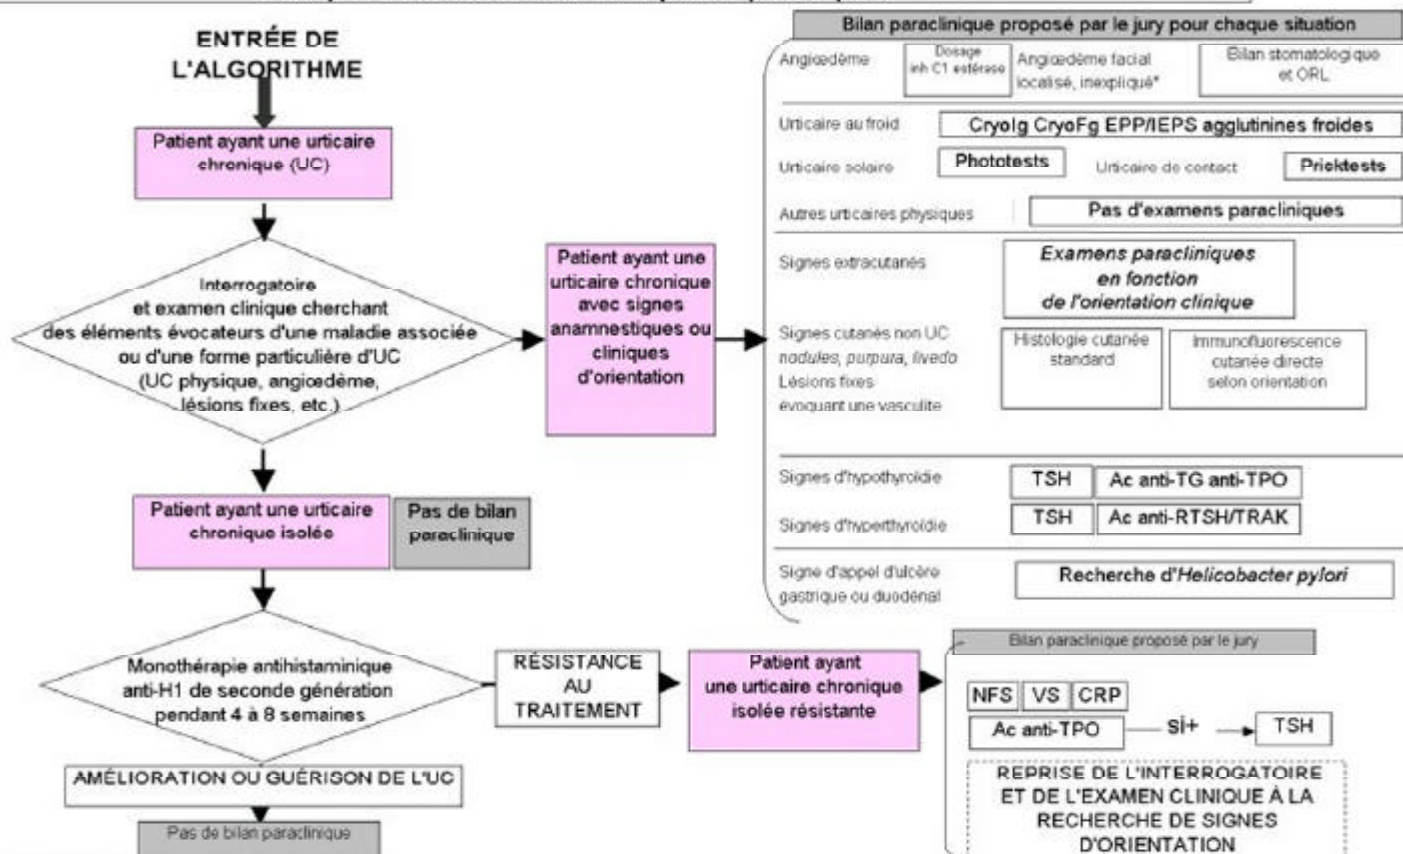 ENTRÉE DE
L'ALGORITHME
Patient ayant une urticaire
chronique (UC)
Interrogatoire
et examen clinique cherchant
des éléments évocateurs d'une maladie associée
ou d'une forme particulière d'UC
(UC physique, angiœdème,
lésions fixes, etc.)
Patient ayant une
urticaire chronique
avec signes
anamnestiques ou
cliniques
d'orientation
Bilan paraclinique proposé par le jury pour chaque situation
Angiœdème
Dosage
inh C1 estérase
Angiœdème facial
localisé, inexpliqué*
Bilan stomatologique
et ORL
Urticaire au froid
CryoIg CryoFg EPP/IEPS agglutinines froides
Urticaire solaire
Phototests
Urticaire de contact
Pricktests
Autres urticaires physiques
Pas d'examens paracliniques
Signes extracutanés
Examens paracliniques
en fonction
de l'orientation clinique
Signes cutanés non UC
nodules, purpura, livedo
Lésions fixes
évoquant une vasculite
Histologie cutanée
standard
Immunofluorescence
cutanée directe
selon orientation
Signes d'hypothyroïdie
TSH
Ac anti-TG anti-TPO
Signes d'hyperthyroïdie
TSH
Ac anti-RTSH/TRAK
Signe d'appel d'ulcère
gastrique ou duodénal
Recherche d'Helicobacter pylori
Patient ayant une urticaire
chronique isolée
Pas de bilan
paraclinique
Monothérapie antihistaminique
anti-H1 de seconde génération
pendant 4 à 8 semaines
RÉSISTANCE
AU
TRAITEMENT
Patient ayant
une urticaire chronique
isolée résistante
Bilan paraclinique proposé par le jury
NFS VS CRP
Ac anti-TPO si+ TSH
REPRISE DE L'INTERROGATOIRE
ET DE L'EXAMEN CLINIQUE À LA
RECHERCHE DE SIGNES
D'ORIENTATION
AMÉLIORATION OU GUÉRISON DE L'UC
Pas de bilan paraclinique